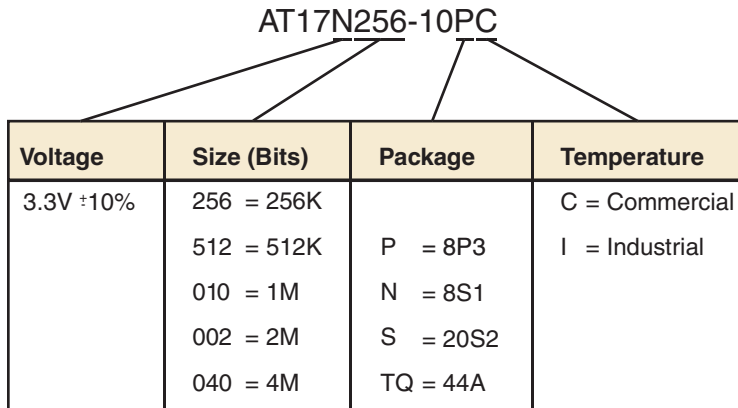 AT17N256-10PC
Voltage Size (Bits) Package Temperature
3.3V ±10% 256 = 256K C = Commercial
512 = 512K P = 8P3 I = Industrial
010 = 1M N = 8S1
002 = 2M S = 20S2
040 = 4M TQ = 44A